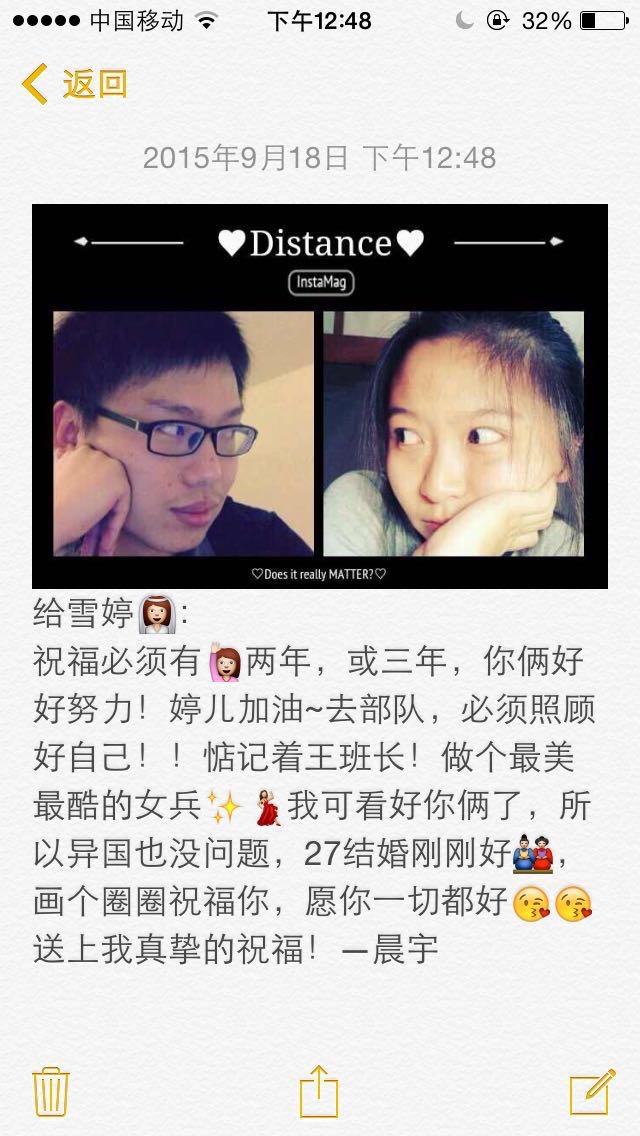 中国移动 下午12:48 32%
返回
2015年9月18日 下午12:48
♥Distance♥
InstaMag
♡Does it really MATTER?♡
给雪婷👰:
祝福必须有🙋两年，或三年，你俩好
好努力！婷儿加油~去部队，必须照顾
好自己！！惦记着王班长！做个最美
最酷的女兵✨💃我可看好你俩了，所
以异国也没问题，27结婚刚刚好🎎，
画个圈圈祝福你，愿你一切都好😘😘
送上我真挚的祝福！—晨宇